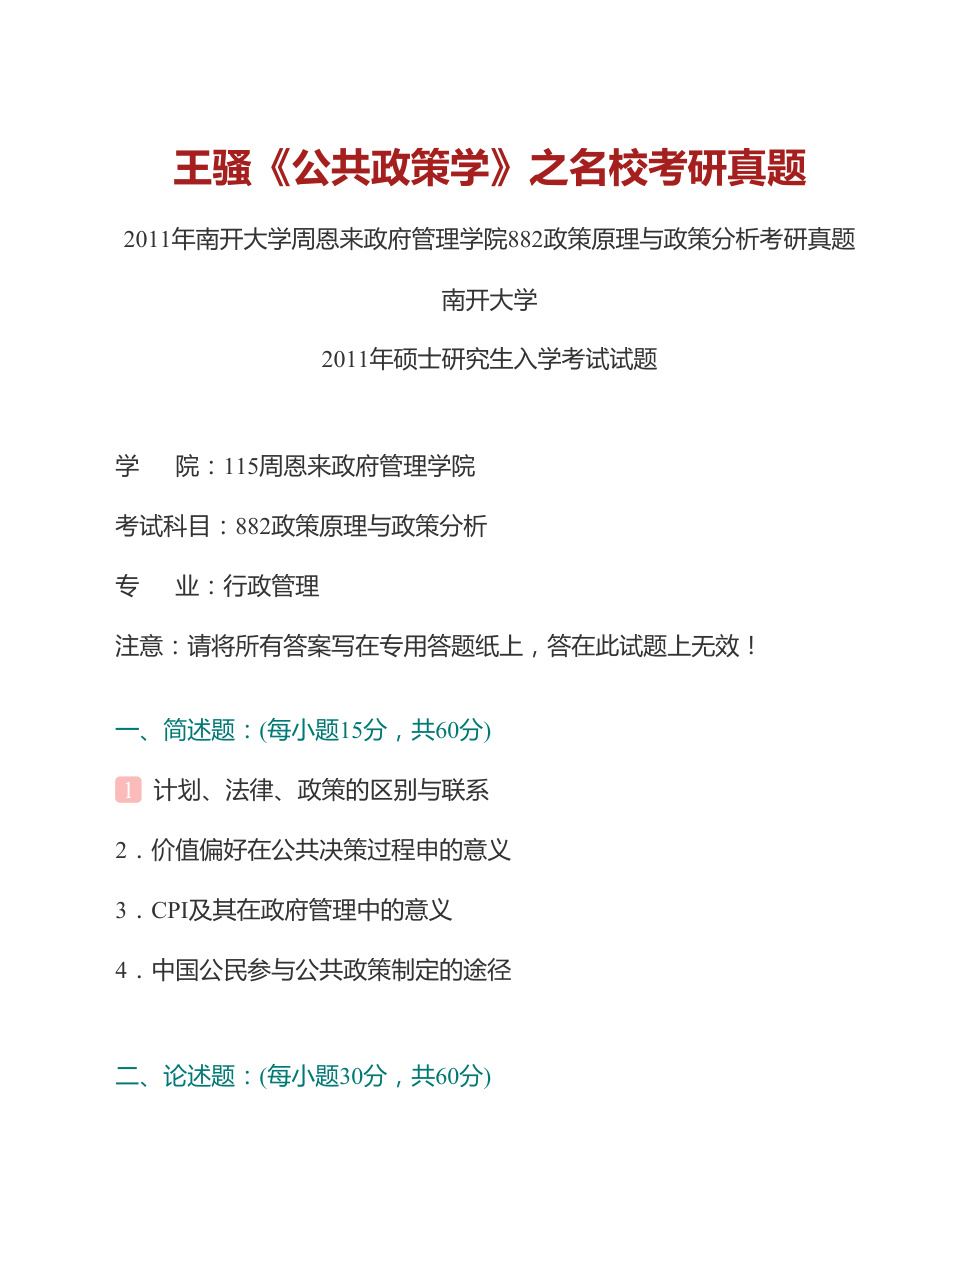 王骚《公共政策学》之名校考研真题
2011年南开大学周恩来政府管理学院882政策原理与政策分析考研真题
南开大学
2011年硕士研究生入学考试试题
学 院：115周恩来政府管理学院
考试科目：882政策原理与政策分析
专 业：行政管理
注意：请将所有答案写在专用答题纸上，答在此试题上无效！
一、简述题：(每小题15分，共60分)
1 计划、法律、政策的区别与联系
2．价值偏好在公共决策过程申的意义
3．CPI及其在政府管理中的意义
4．中国公民参与公共政策制定的途径
二、论述题：(每小题30分，共60分)